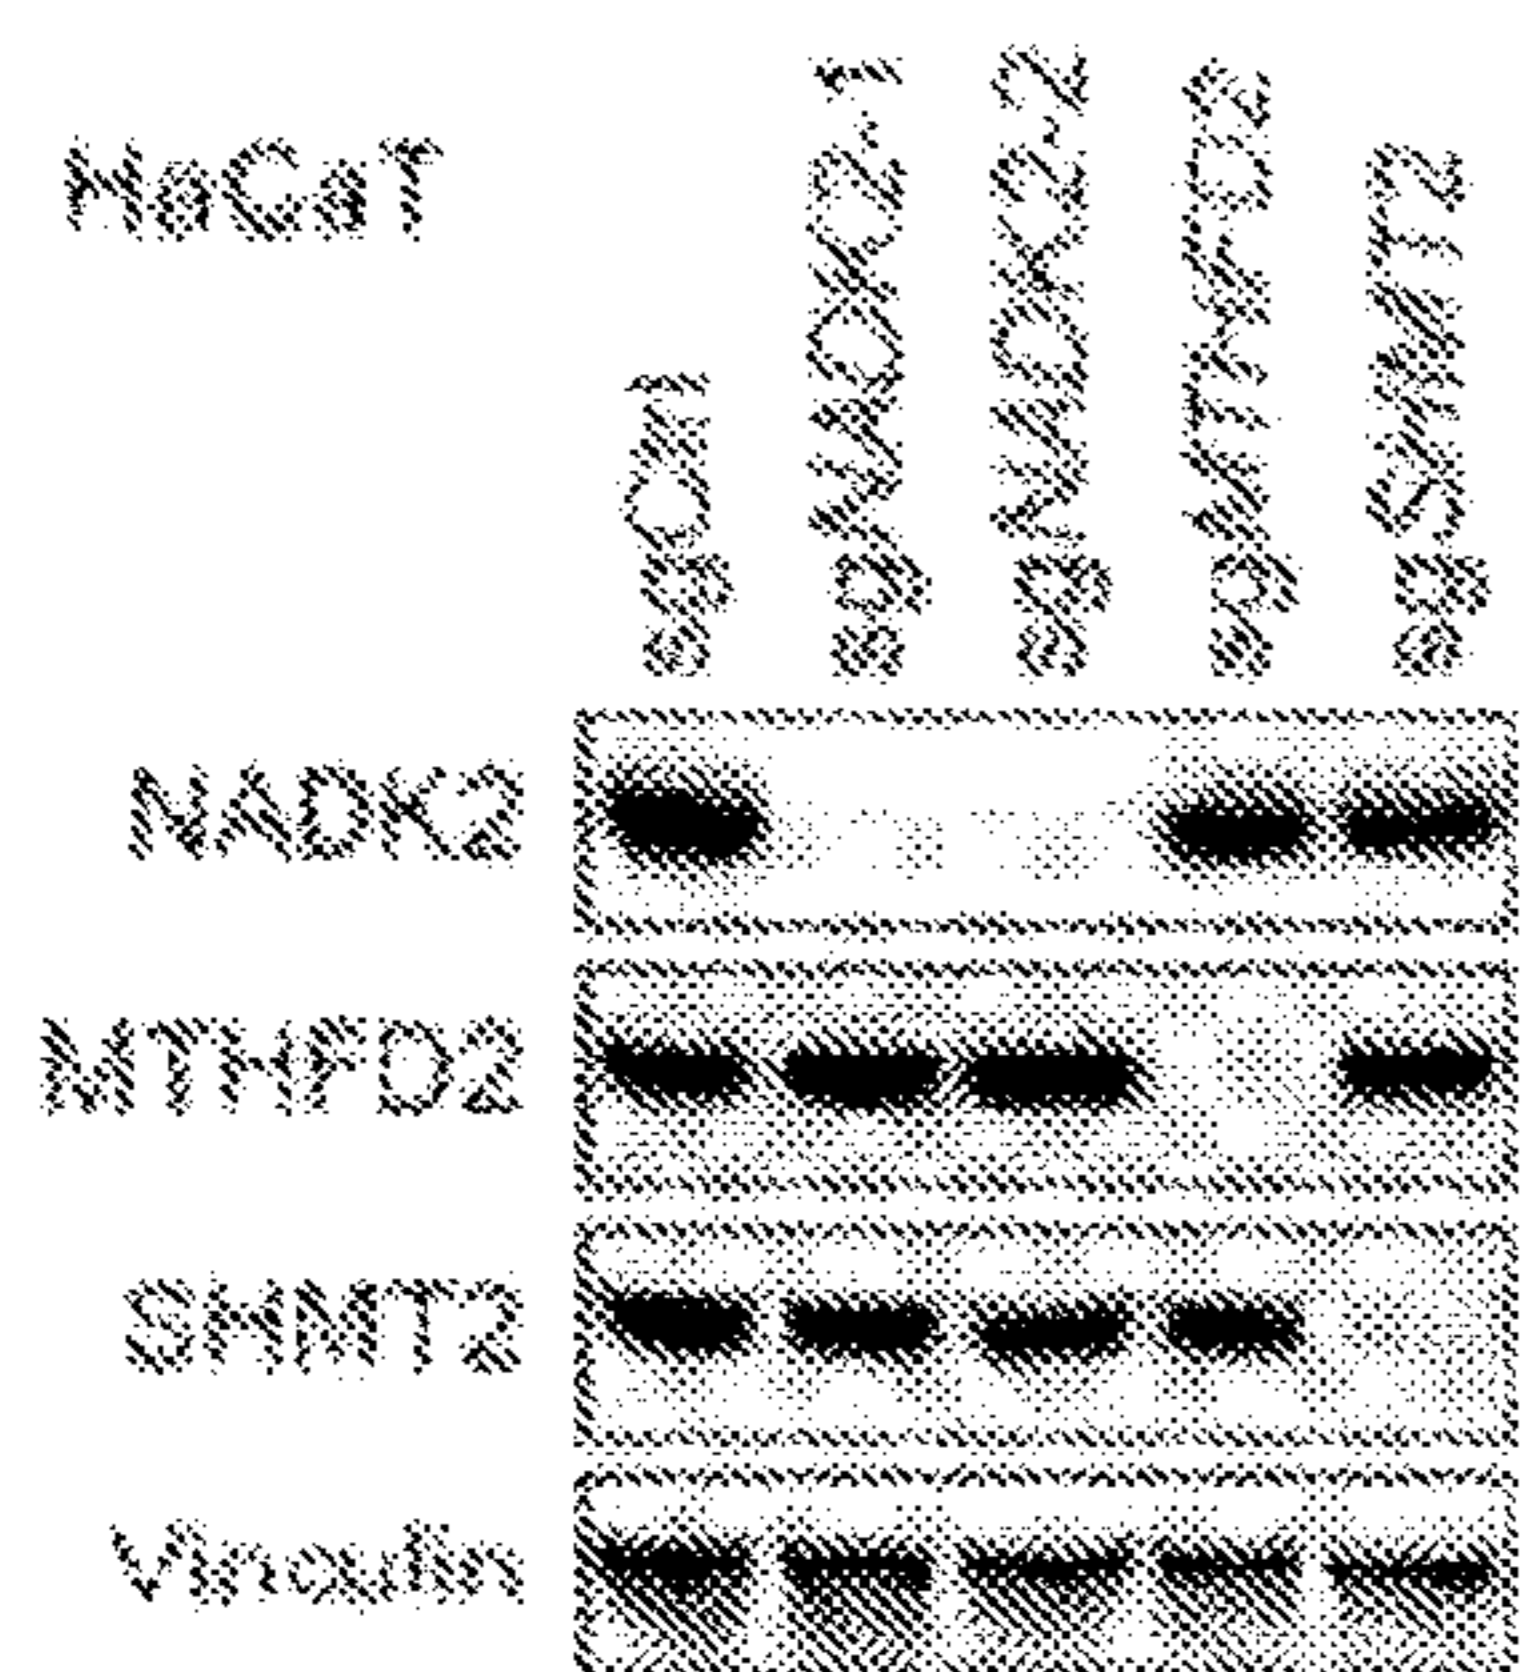 HaCaT
sgCtrl
sgNADK2-1
sgNADK2-2
sgMTHFD2
sgSHMT2
NADK2
MTHFD2
SHMT2
Vinculin